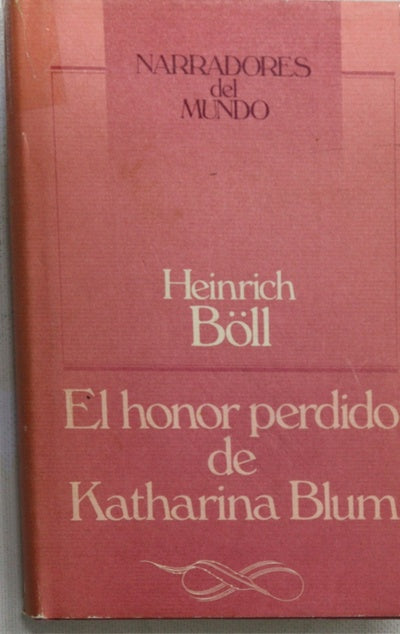 NARRADORES
del
MUNDO
Heinrich
Böll
El honor perdido
de
Katharina Blum